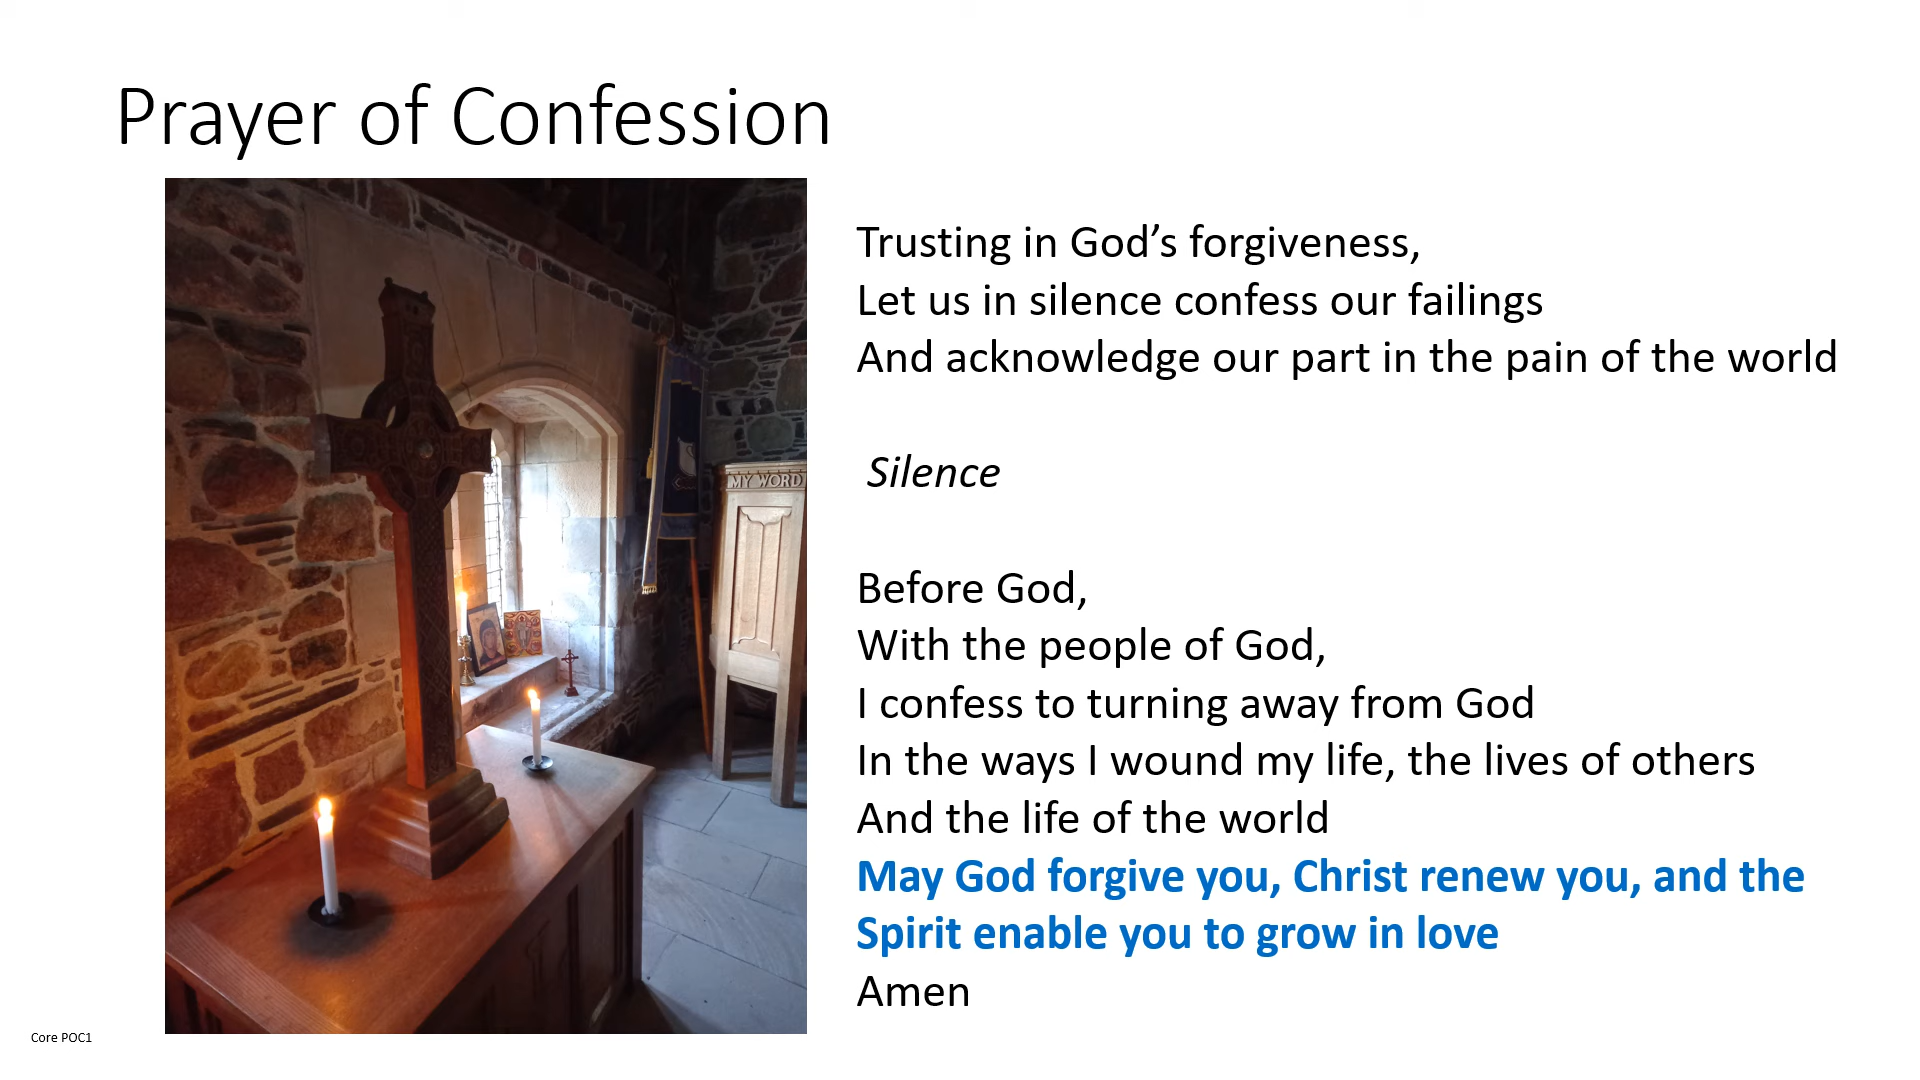 Prayer of Confession
MY WORD
Trusting in God’s forgiveness,
Let us in silence confess our failings
And acknowledge our part in the pain of the world
Silence
Before God,
With the people of God,
I confess to turning away from God
In the ways I wound my life, the lives of others
And the life of the world
May God forgive you, Christ renew you, and the
Spirit enable you to grow in love
Amen
Core POC1